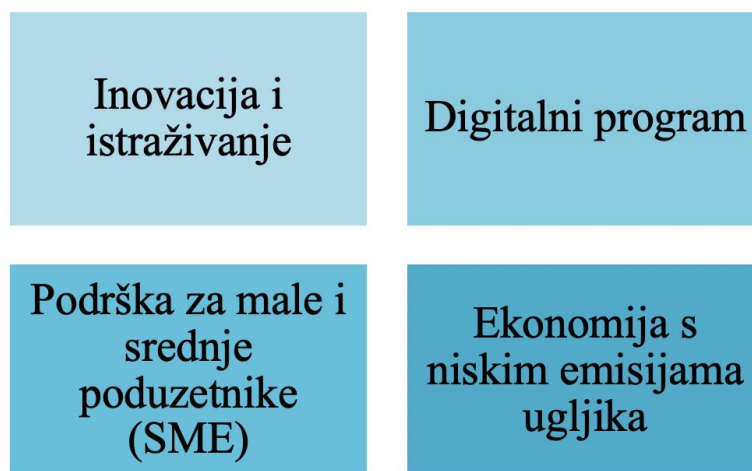 Inovacija i
istraživanje
Digitalni program
Podrška za male i
srednje
poduzetnike
(SME)
Ekonomija s
niskim emisijama
ugljika